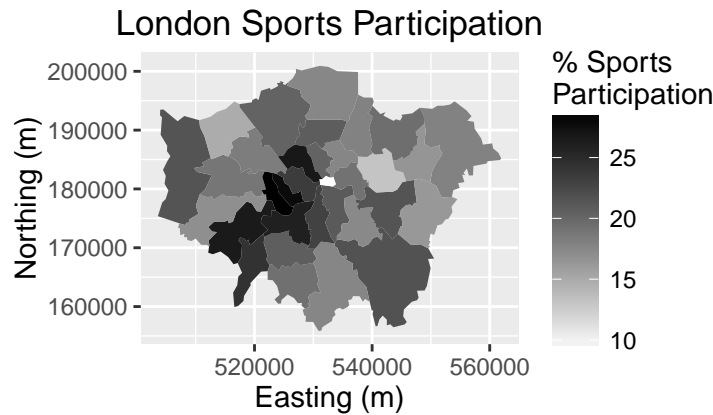 London Sports Participation
% Sports
Participation
200000
190000
180000
170000
160000
Northing (m)
25
20
15
10
520000 540000 560000
Easting (m)